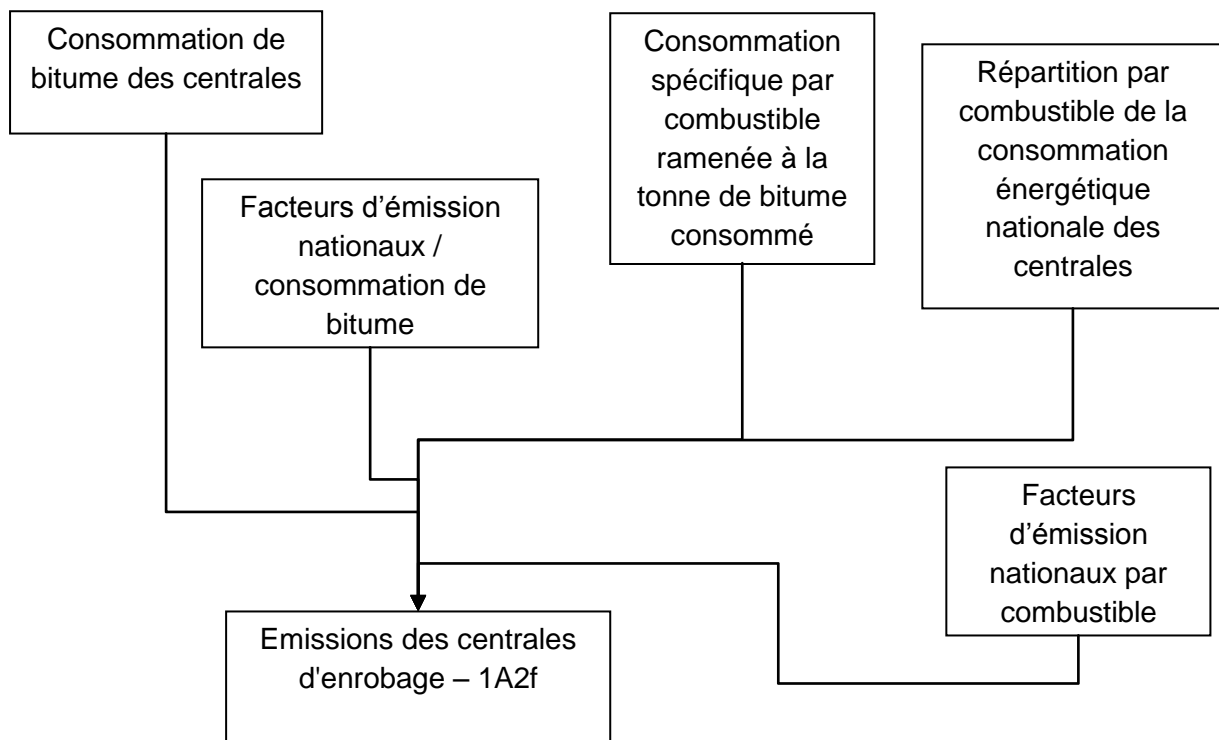 Consommation de
bitume des centrales
Facteurs d’émission
nationaux /
consommation de
bitume
Consommation
spécifique par
combustible
ramenée à la
tonne de bitume
consommé
Répartition par
combustible de la
consommation
énergétique
nationale des
centrales
Facteurs
d’émission
nationaux par
combustible
Emissions des centrales
d'enrobage – 1A2f